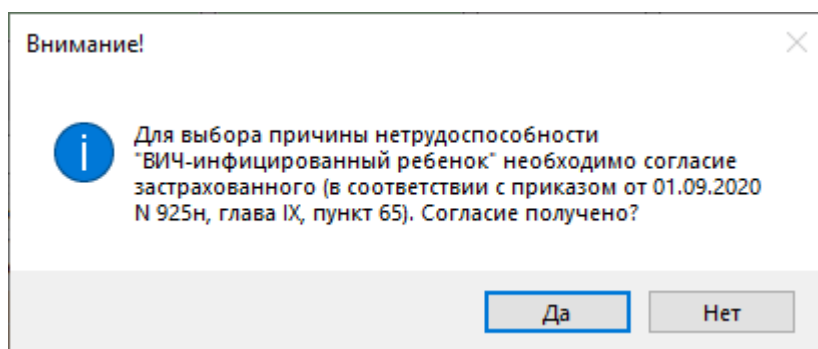 Внимание!
Для выбора причины нетрудоспособности
"ВИЧ-инфицированный ребенок" необходимо согласие
застрахованного (в соответствии с приказом от 01.09.2020
N 925н, глава IX, пункт 65). Согласие получено?
Да
Нет